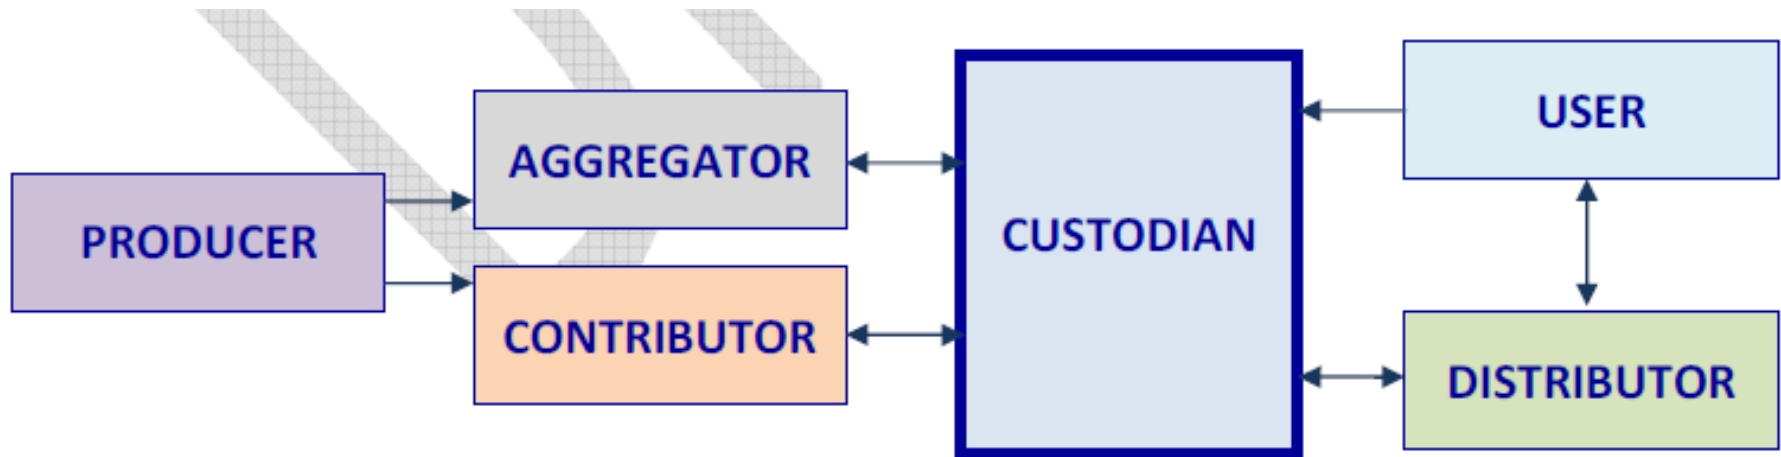 PRODUCER
AGGREGATOR
CONTRIBUTOR
CUSTODIAN
USER
DISTRIBUTOR